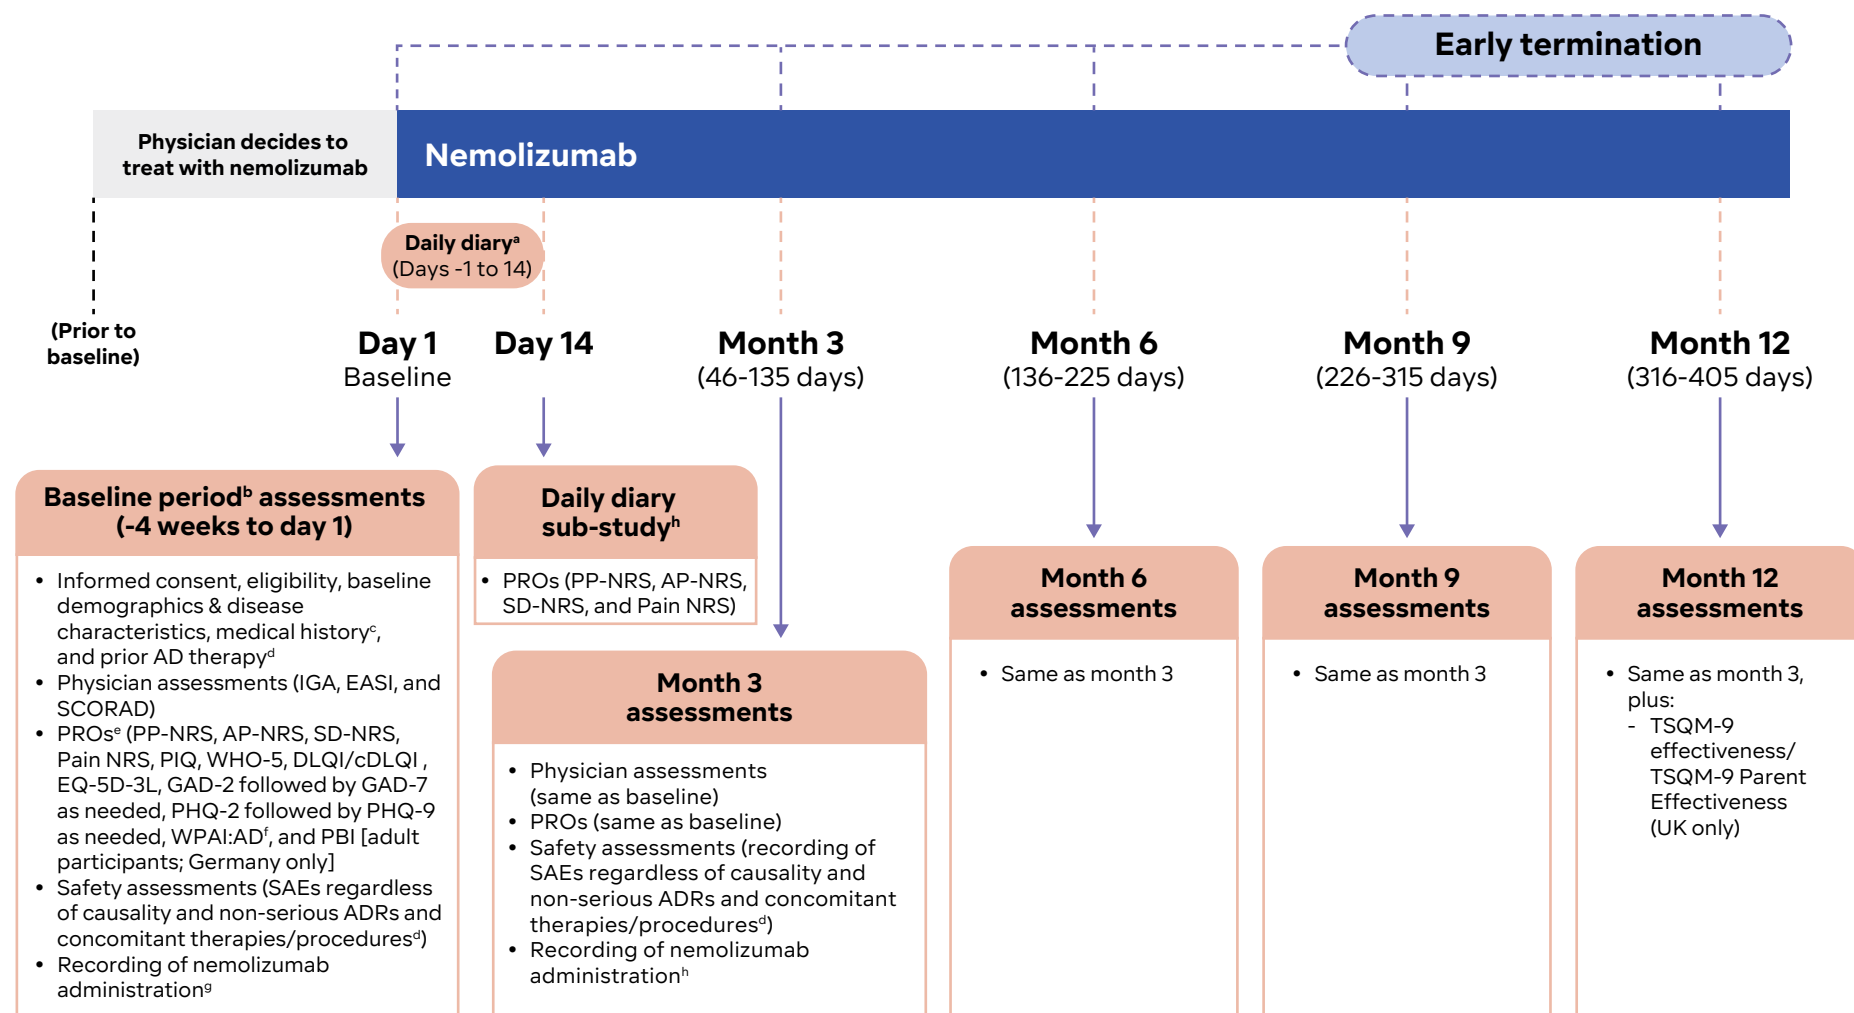 Early termination
Physician decides to
treat with nemolizumab
Nemolizumab
Daily diaryᵃ
(Days -1 to 14)
(Prior to
baseline)
Day 1
Baseline
Day 14
Month 3
(46-135 days)
Month 6
(136-225 days)
Month 9
(226-315 days)
Month 12
(316-405 days)
Baseline periodᵇ assessments
(-4 weeks to day 1)
• Informed consent, eligibility, baseline
demographics & disease
characteristics, medical historyᶜ,
and prior AD therapyᵈ
• Physician assessments (IGA, EASI, and
SCORAD)
• PROsᵉ (PP-NRS, AP-NRS, SD-NRS,
Pain NRS, PIQ, WHO-5, DLQI/cDLQI ,
EQ-5D-3L, GAD-2 followed by GAD-7
as needed, PHQ-2 followed by PHQ-9
as needed, WPAI:ADᶠ, and PBI [adult
participants; Germany only]
• Safety assessments (SAEs regardless
of causality and non-serious ADRs and
concomitant therapies/proceduresᵈ)
• Recording of nemolizumab
administrationᵍ
Daily diary
sub-studyʰ
• PROs (PP-NRS, AP-NRS,
SD-NRS, and Pain NRS)
Month 3
assessments
• Physician assessments
(same as baseline)
• PROs (same as baseline)
• Safety assessments (recording of
SAEs regardless of causality and
non-serious ADRs and concomitant
therapies/proceduresᵈ)
• Recording of nemolizumab
administrationʰ
Month 6
assessments
• Same as month 3
Month 9
assessments
• Same as month 3
Month 12
assessments
• Same as month 3,
plus:
- TSQM-9
effectiveness/
TSQM-9 Parent
Effectiveness
(UK only)